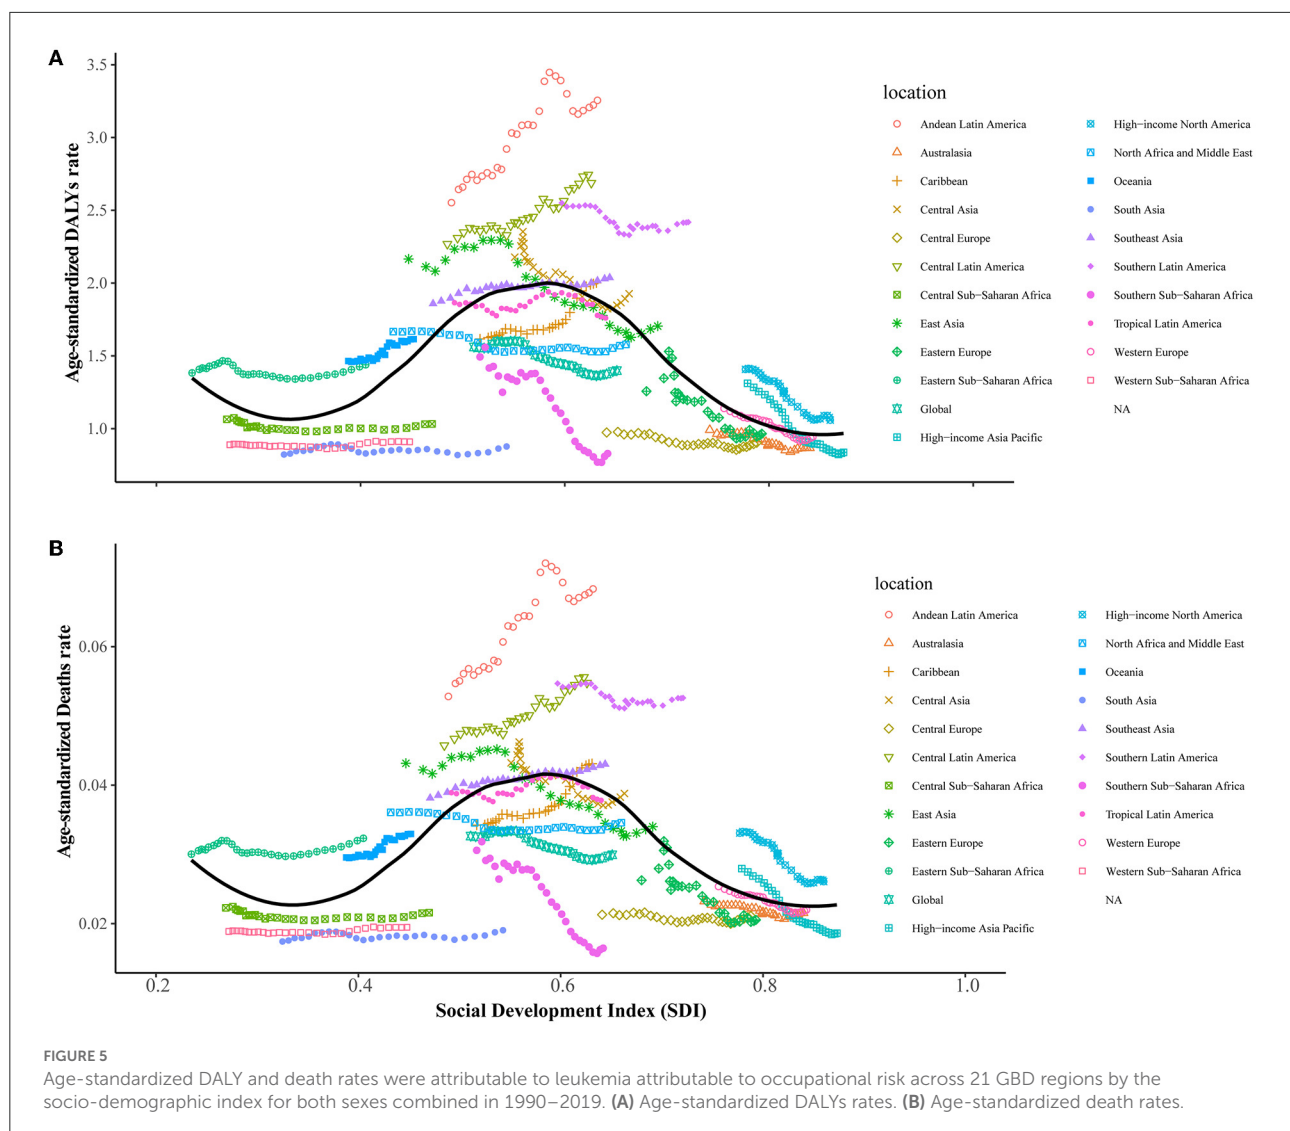 A
3.5
3.0
2.5
2.0
1.5
1.0
Age-standardized DALYs rate
location
Andean Latin America
Australasia
Caribbean
Central Asia
Central Europe
Central Latin America
Central Sub-Saharan Africa
East Asia
Eastern Europe
Eastern Sub-Saharan Africa
Global
High-income Asia Pacific
High-income North America
North Africa and Middle East
Oceania
South Asia
Southeast Asia
Southern Latin America
Southern Sub-Saharan Africa
Tropical Latin America
Western Europe
Western Sub-Saharan Africa
NA
B
0.06
0.04
0.02
Age-standardized Deaths rate
location
Andean Latin America
Australasia
Caribbean
Central Asia
Central Europe
Central Latin America
Central Sub-Saharan Africa
East Asia
Eastern Europe
Eastern Sub-Saharan Africa
Global
High-income Asia Pacific
High-income North America
North Africa and Middle East
Oceania
South Asia
Southeast Asia
Southern Latin America
Southern Sub-Saharan Africa
Tropical Latin America
Western Europe
Western Sub-Saharan Africa
NA
0.2 0.4 0.6 0.8 1.0
Social Development Index (SDI)
FIGURE 5
Age-standardized DALY and death rates were attributable to leukemia attributable to occupational risk across 21 GBD regions by the
socio-demographic index for both sexes combined in 1990–2019. (A) Age-standardized DALYs rates. (B) Age-standardized death rates.